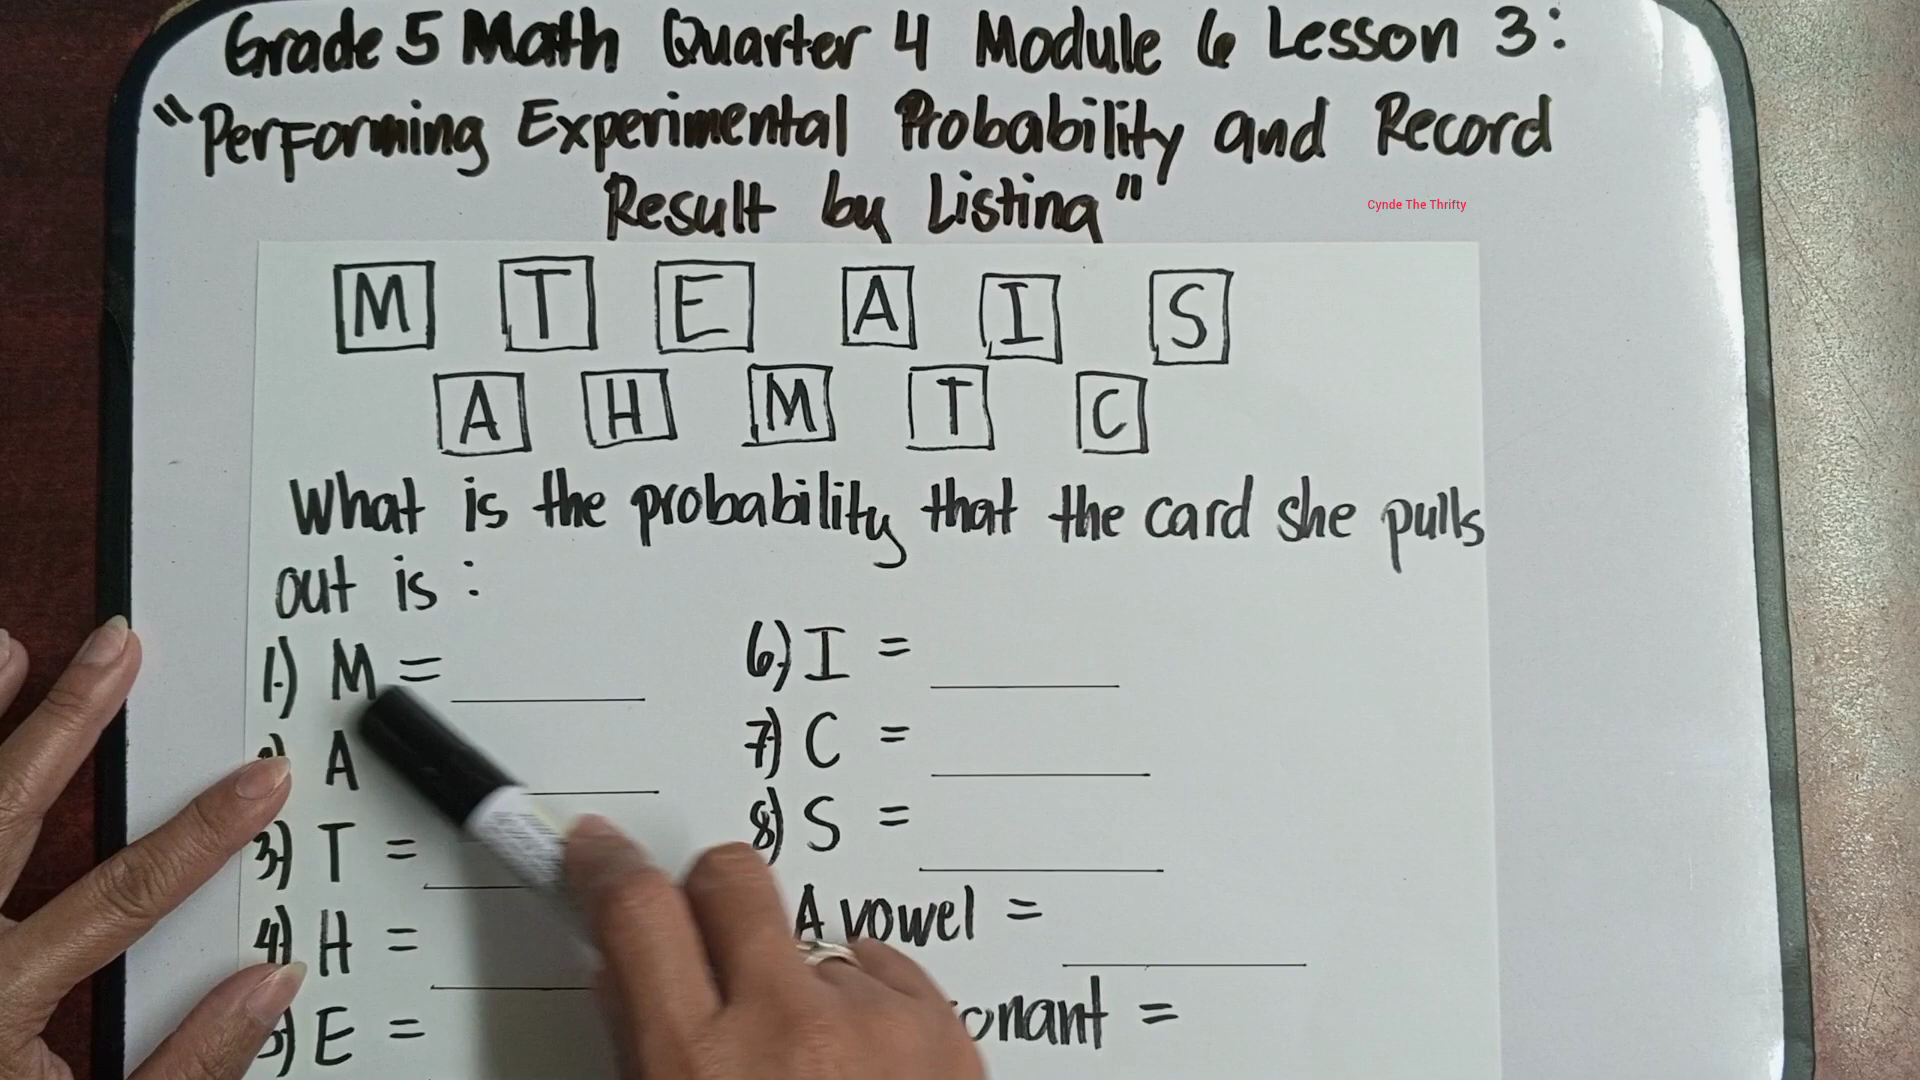 Grade 5 Math Quarter 4 Module 6 Lesson 3:
"Performing Experimental Probability and Record
Result by Listing"
Cynde The Thrifty
M T E A I S
A H M T C
What is the probability that the card she pulls
out is:
1.) M =
A
3.) T =
4.) H =
5.) E =
6.) I =
7.) C =
8.) S =
A vowel =
onant =